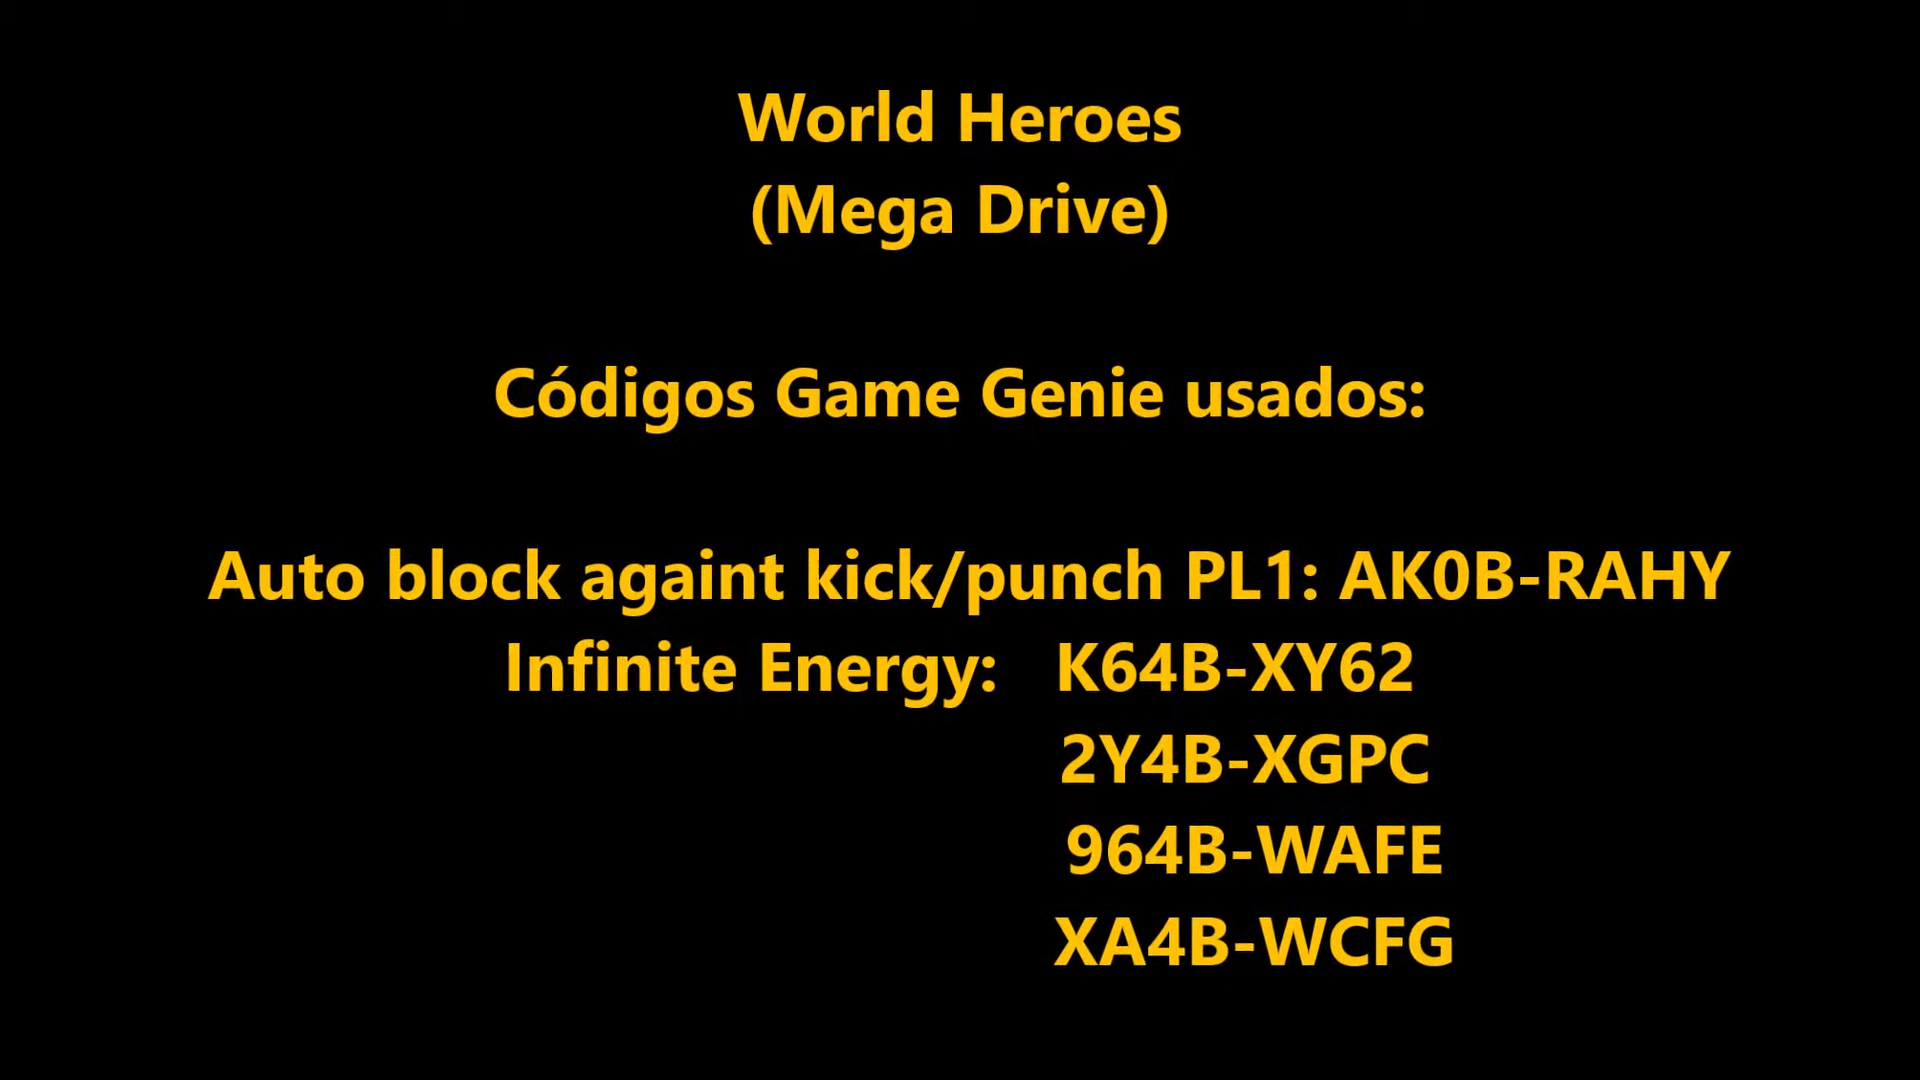 World Heroes
(Mega Drive)
Códigos Game Genie usados:
Auto block againt kick/punch PL1: AK0B-RAHY
Infinite Energy: K64B-XY62
2Y4B-XGPC
964B-WAFE
XA4B-WCFG